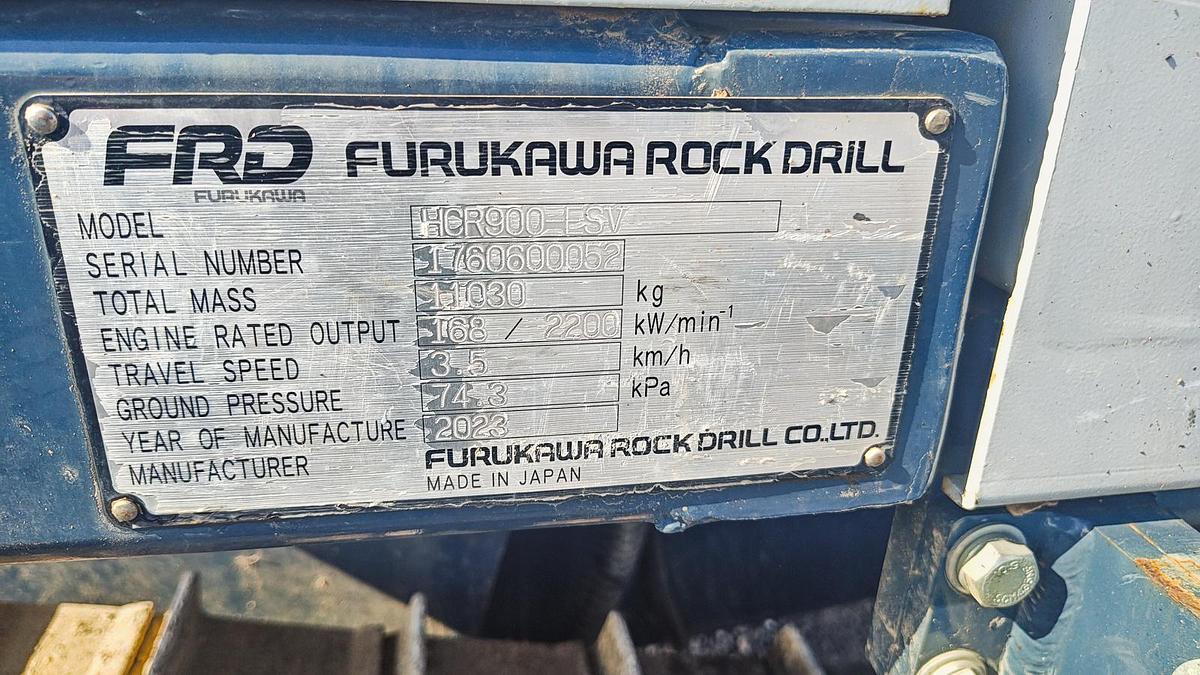 FRD FURUKAWA ROCK DRILL
FURUKAWA
MODEL HCR900-ESV
SERIAL NUMBER 1760600052
TOTAL MASS 11030 kg
ENGINE RATED OUTPUT 168 / 2200 kW/min⁻¹
TRAVEL SPEED 3.5 km/h
GROUND PRESSURE 74.3 kPa
YEAR OF MANUFACTURE 2023
MANUFACTURER FURUKAWA ROCK DRILL CO.,LTD.
MADE IN JAPAN